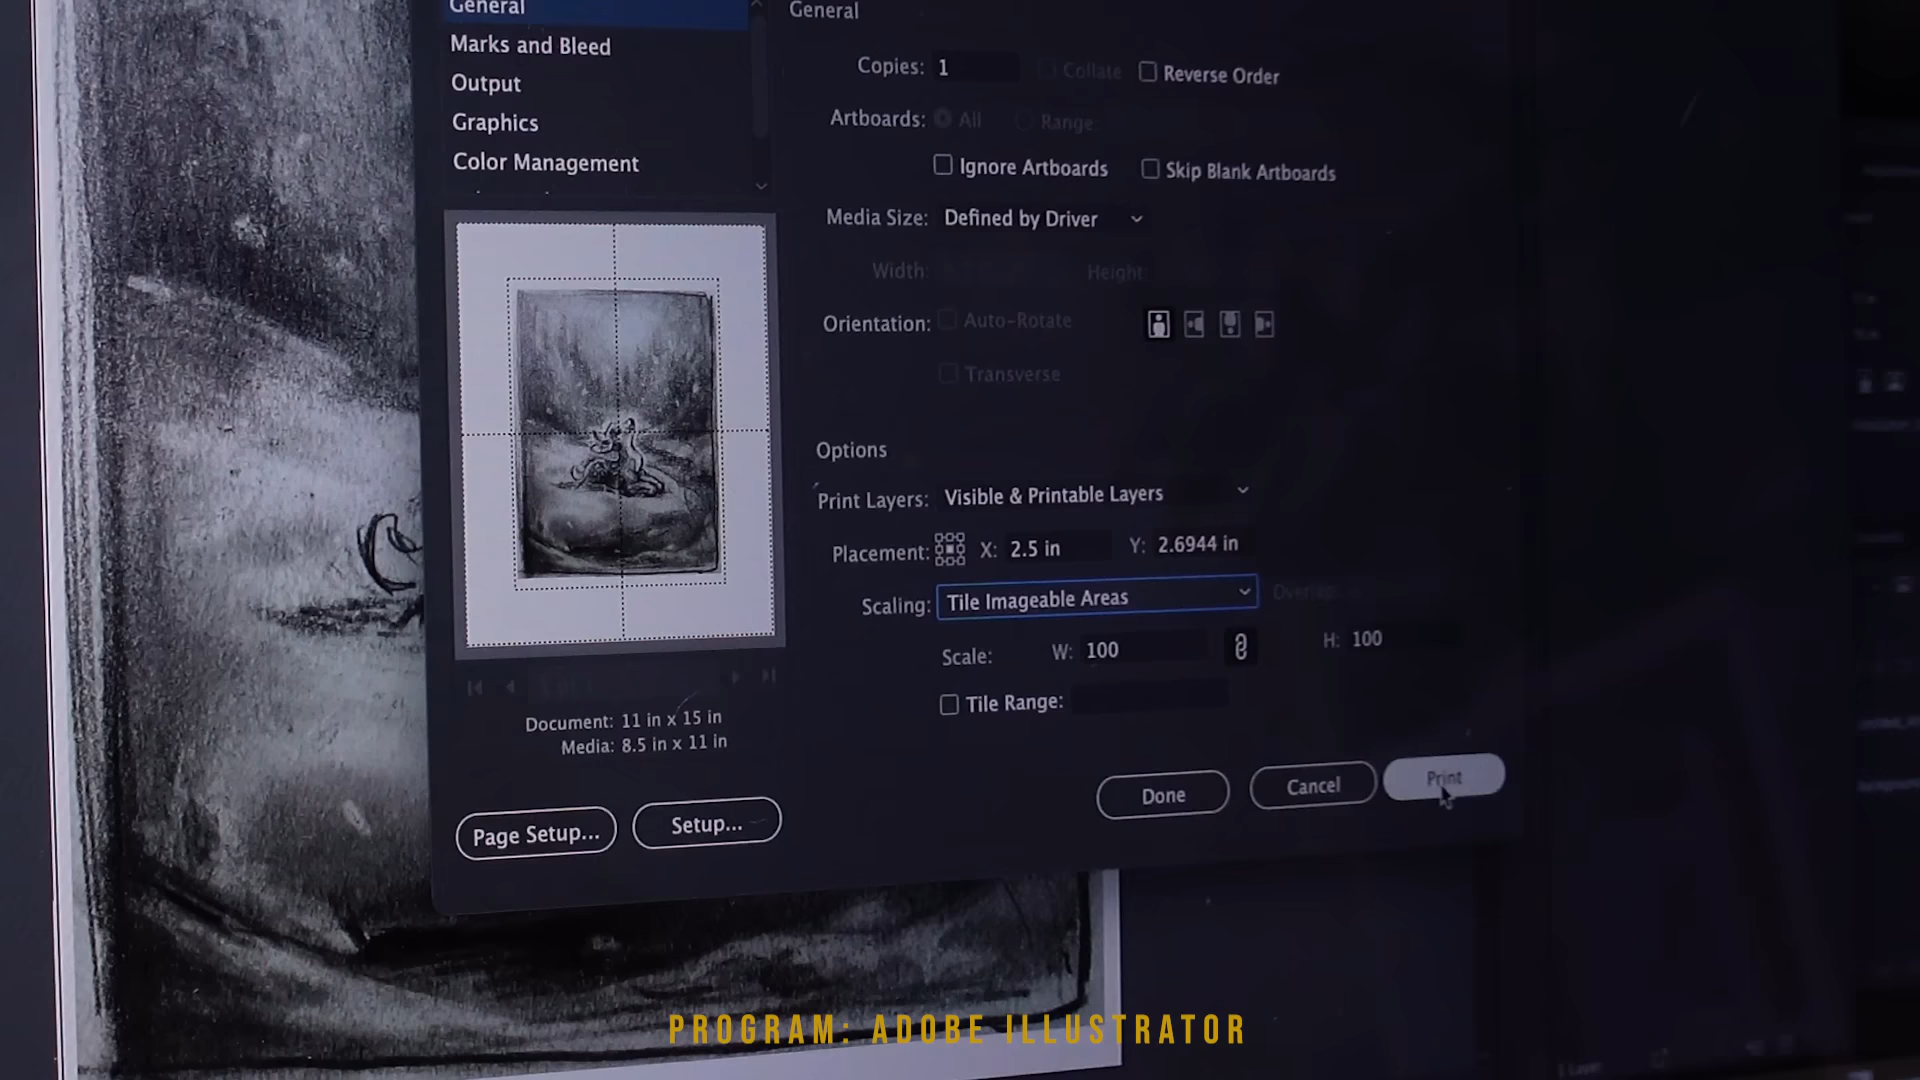 General
Marks and Bleed
Output
Graphics
Color Management
General
Copies: 1 Collate Reverse Order
Artboards: All Range
Ignore Artboards Skip Blank Artboards
Media Size: Defined by Driver
Width: Height:
Orientation: Auto-Rotate
Transverse
Options
Print Layers: Visible & Printable Layers
Placement: X: 2.5 in Y: 2.6944 in
Scaling: Tile Imageable Areas Overlap:
Scale: W: 100 H: 100
Tile Range:
Document: 11 in x 15 in
Media: 8.5 in x 11 in
Page Setup... Setup... Done Cancel Print
PROGRAM: ADOBE ILLUSTRATOR